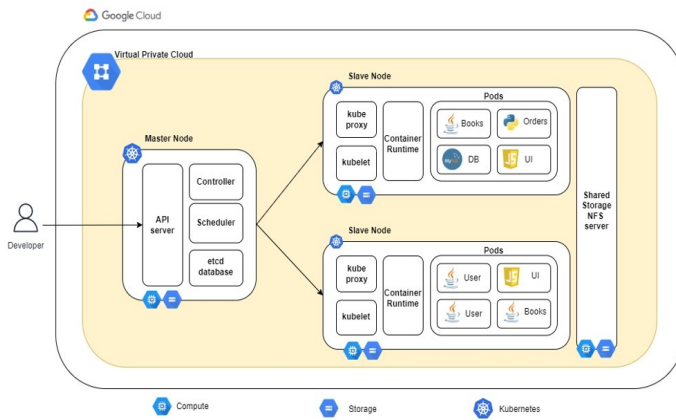 Google Cloud
Virtual Private Cloud
Slave Node
Pods
kube
proxy
kubelet
Container
Runtime
Books
Orders
DB
UI
Master Node
API
server
Controller
Scheduler
etcd
database
Developer
Slave Node
Pods
kube
proxy
kubelet
Container
Runtime
User
UI
User
Books
Shared
Storage
NFS
server
Compute
Storage
Kubernetes